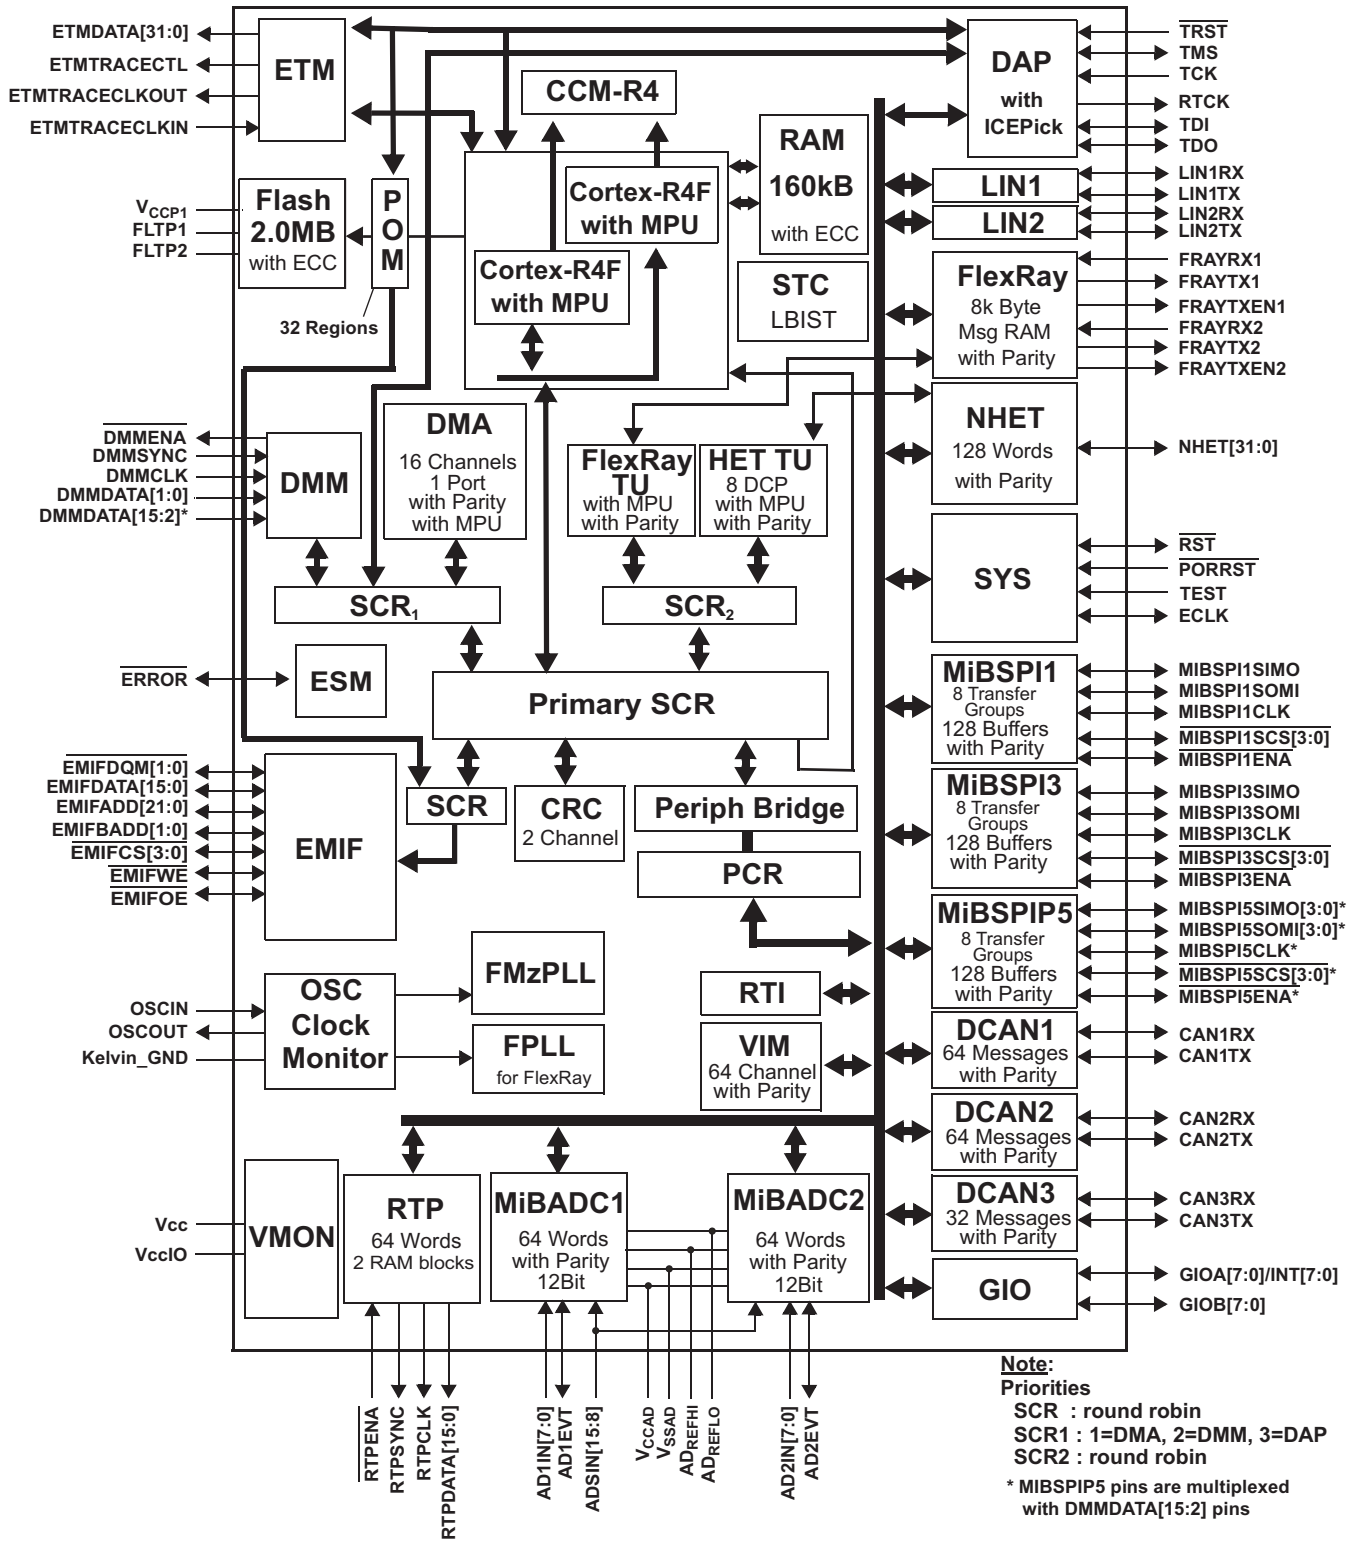 ETMDATA[31:0]
ETMTRACECTL
ETMTRACECLKOUT
ETMTRACECLKIN
ETM
CCM-R4
DAP
with
ICEPick
TRST
TMS
TCK
RTCK
TDI
TDO
VCCP1
FLTP1
FLTP2
Flash
2.0MB
with ECC
P
O
M
32 Regions
Cortex-R4F
with MPU
Cortex-R4F
with MPU
RAM
160kB
with ECC
STC
LBIST
LIN1
LIN2
LIN1RX
LIN1TX
LIN2RX
LIN2TX
FlexRay
8k Byte
Msg RAM
with Parity
FRAYRX1
FRAYTX1
FRAYTXEN1
FRAYRX2
FRAYTX2
FRAYTXEN2
DMMENA
DMMSYNC
DMMCLK
DMMDATA[1:0]
DMMDATA[15:2]*
DMM
DMA
16 Channels
1 Port
with Parity
with MPU
FlexRay
TU
with MPU
with Parity
HET TU
8 DCP
with MPU
with Parity
NHET
128 Words
with Parity
NHET[31:0]
SCR1
SCR2
SYS
RST
PORRST
TEST
ECLK
ERROR
ESM
Primary SCR
MiBSPI1
8 Transfer
Groups
128 Buffers
with Parity
MIBSPI1SIMO
MIBSPI1SOMI
MIBSPI1CLK
MIBSPI1SCS[3:0]
MIBSPI1ENA
EMIFDQM[1:0]
EMIFDATA[15:0]
EMIFADD[21:0]
EMIFBADD[1:0]
EMIFCS[3:0]
EMIFWE
EMIFOE
EMIF
SCR
CRC
2 Channel
Periph Bridge
PCR
MiBSPI3
8 Transfer
Groups
128 Buffers
with Parity
MIBSPI3SIMO
MIBSPI3SOMI
MIBSPI3CLK
MIBSPI3SCS[3:0]
MIBSPI3ENA
MiBSPIP5
8 Transfer
Groups
128 Buffers
with Parity
MIBSPI5SIMO[3:0]*
MIBSPI5SOMI[3:0]*
MIBSPI5CLK*
MIBSPI5SCS[3:0]*
MIBSPI5ENA*
OSCIN
OSCOUT
Kelvin_GND
OSC
Clock
Monitor
FMzPLL
FPLL
for FlexRay
RTI
VIM
64 Channel
with Parity
DCAN1
64 Messages
with Parity
CAN1RX
CAN1TX
DCAN2
64 Messages
with Parity
CAN2RX
CAN2TX
DCAN3
32 Messages
with Parity
CAN3RX
CAN3TX
Vcc
VccIO
VMON
RTP
64 Words
2 RAM blocks
MiBADC1
64 Words
with Parity
12Bit
MiBADC2
64 Words
with Parity
12Bit
GIO
GIOA[7:0]/INT[7:0]
GIOB[7:0]
RTPENA
RTPSYNC
RTPCLK
RTPDATA[15:0]
AD1IN[7:0]
AD1EVT
ADSIN[15:8]
VCCAD
VSSAD
ADREFHI
ADREFLO
AD2IN[7:0]
AD2EVT
Note:
Priorities
SCR : round robin
SCR1 : 1=DMA, 2=DMM, 3=DAP
SCR2 : round robin
* MIBSPIP5 pins are multiplexed
with DMMDATA[15:2] pins